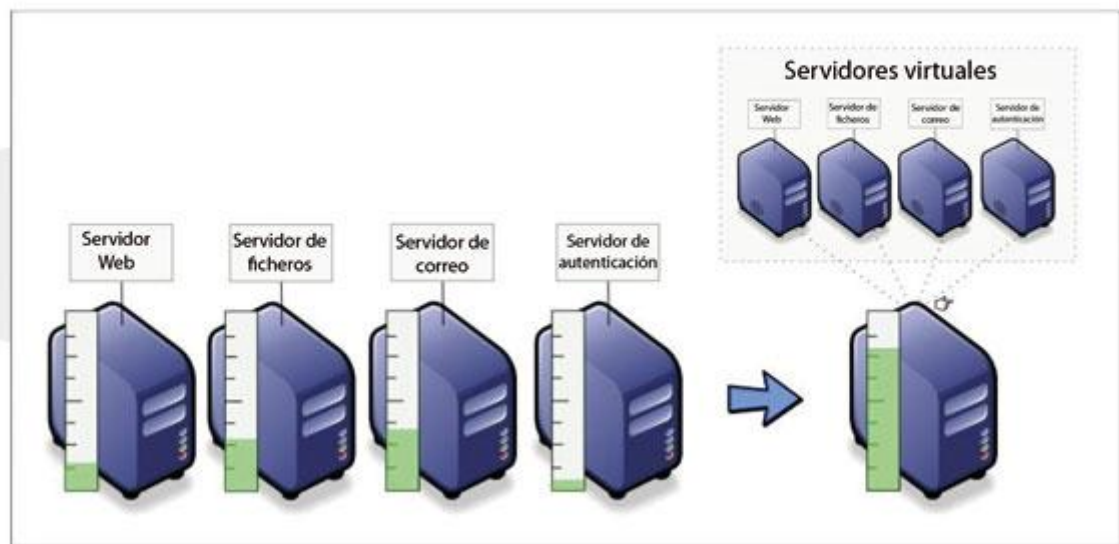 Servidores virtuales
Servidor
Web
Servidor de
ficheros
Servidor de
correo
Servidor de
autenticación
Servidor
Web
Servidor de
ficheros
Servidor de
correo
Servidor de
autenticación